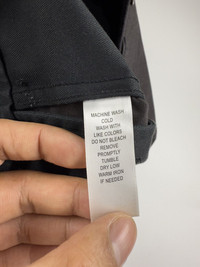 MACHINE WASH
COLD
WASH WITH
LIKE COLORS
DO NOT BLEACH
REMOVE
PROMPTLY
TUMBLE
DRY LOW
WARM IRON
IF NEEDED